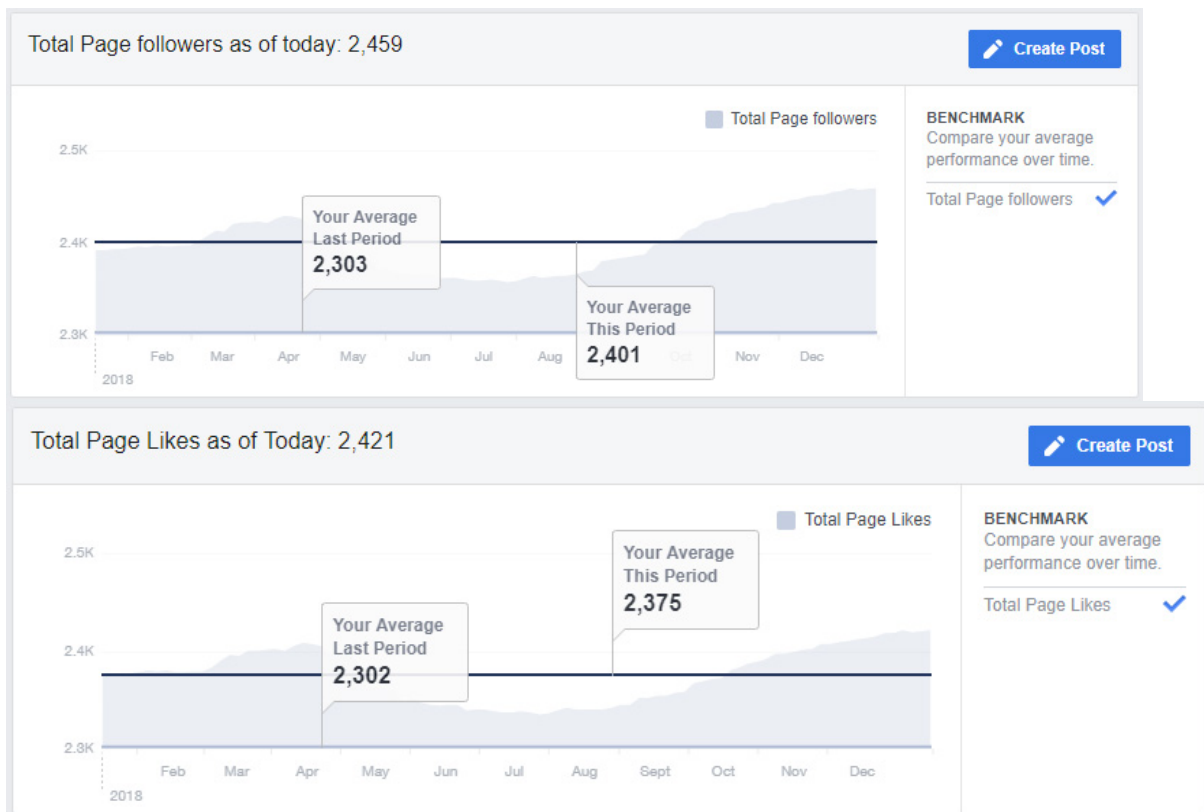 Total Page followers as of today: 2,459
Create Post
Total Page followers
BENCHMARK
Compare your average
performance over time.
Total Page followers
2.5K
2.4K
2.3K
Your Average
Last Period
2,303
Your Average
This Period
2,401
Feb Mar Apr May Jun Jul Aug Oct Nov Dec
2018
Total Page Likes as of Today: 2,421
Create Post
Total Page Likes
BENCHMARK
Compare your average
performance over time.
Total Page Likes
2.5K
2.4K
2.3K
Your Average
This Period
2,375
Your Average
Last Period
2,302
Feb Mar Apr May Jun Jul Aug Sept Oct Nov Dec
2018